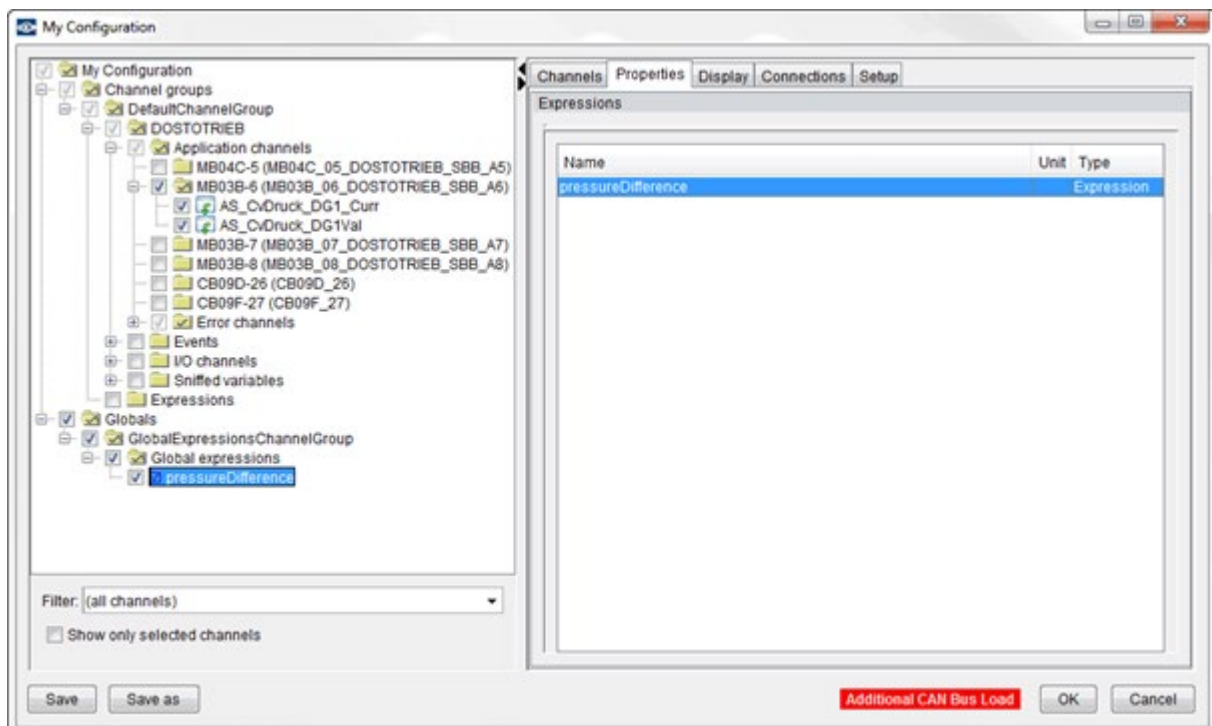 My Configuration
My Configuration
Channel groups
DefaultChannelGroup
DOSTOTRIEB
Application channels
MB04C-5 (MB04C_05_DOSTOTRIEB_SBB_A5)
MB03B-6 (MB03B_06_DOSTOTRIEB_SBB_A6)
AS_CvDruck_DG1_Curr
AS_CvDruck_DG1Val
MB03B-7 (MB03B_07_DOSTOTRIEB_SBB_A7)
MB03B-8 (MB03B_08_DOSTOTRIEB_SBB_A8)
CB09D-26 (CB09D_26)
CB09F-27 (CB09F_27)
Error channels
Events
I/O channels
Sniffed variables
Expressions
Globals
GlobalExpressionsChannelGroup
Global expressions
pressureDifference
Filter: (all channels)
Show only selected channels
Channels Properties Display Connections Setup
Expressions
Name Unit Type
pressureDifference Expression
Save Save as Additional CAN Bus Load OK Cancel